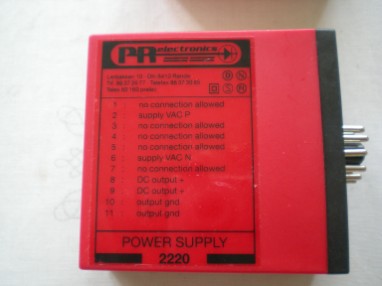 PR electronics
1 : no connection allowed
2 : supply VAC P
3 : no connection allowed
4 : no connection allowed
5 : no connection allowed
6 : supply VAC N
7 : no connection allowed
8 : DC output +
9 : DC output +
10 : output gnd
11 : output gnd
POWER SUPPLY
2220